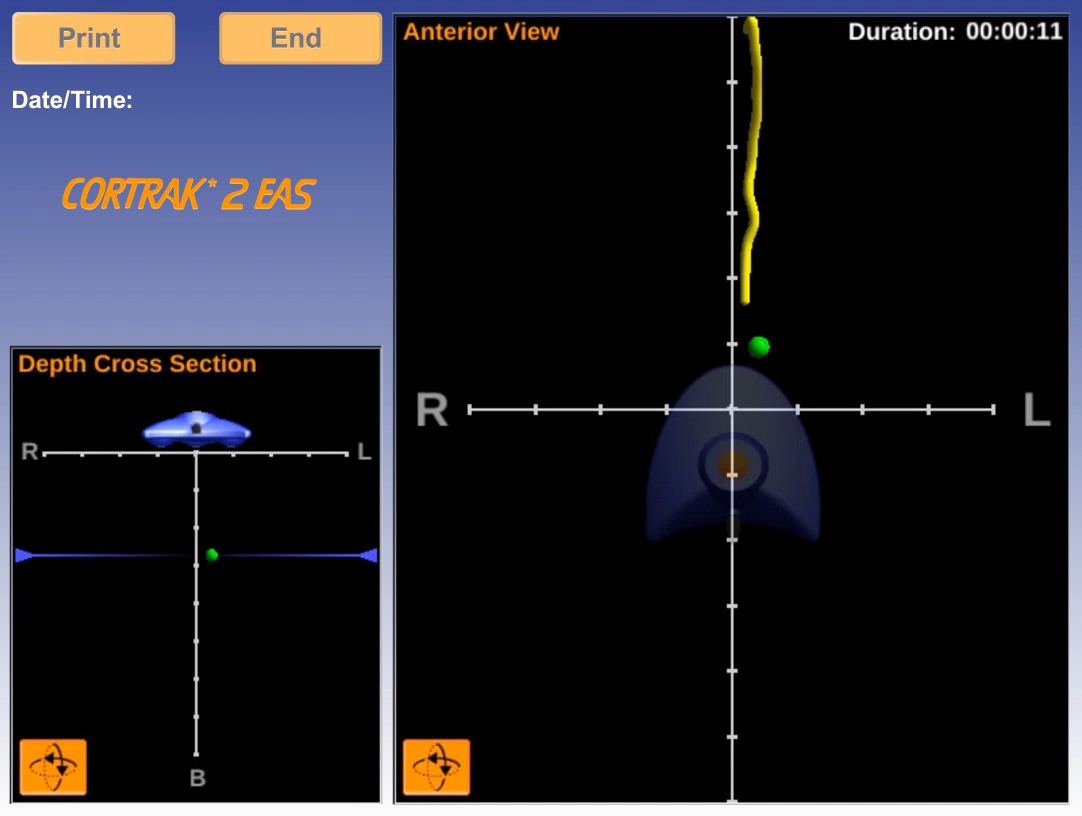 Print
End
Anterior View
Duration: 00:00:11
Date/Time:
CORTRAK* 2 EAS
Depth Cross Section
R
L
R
L
B